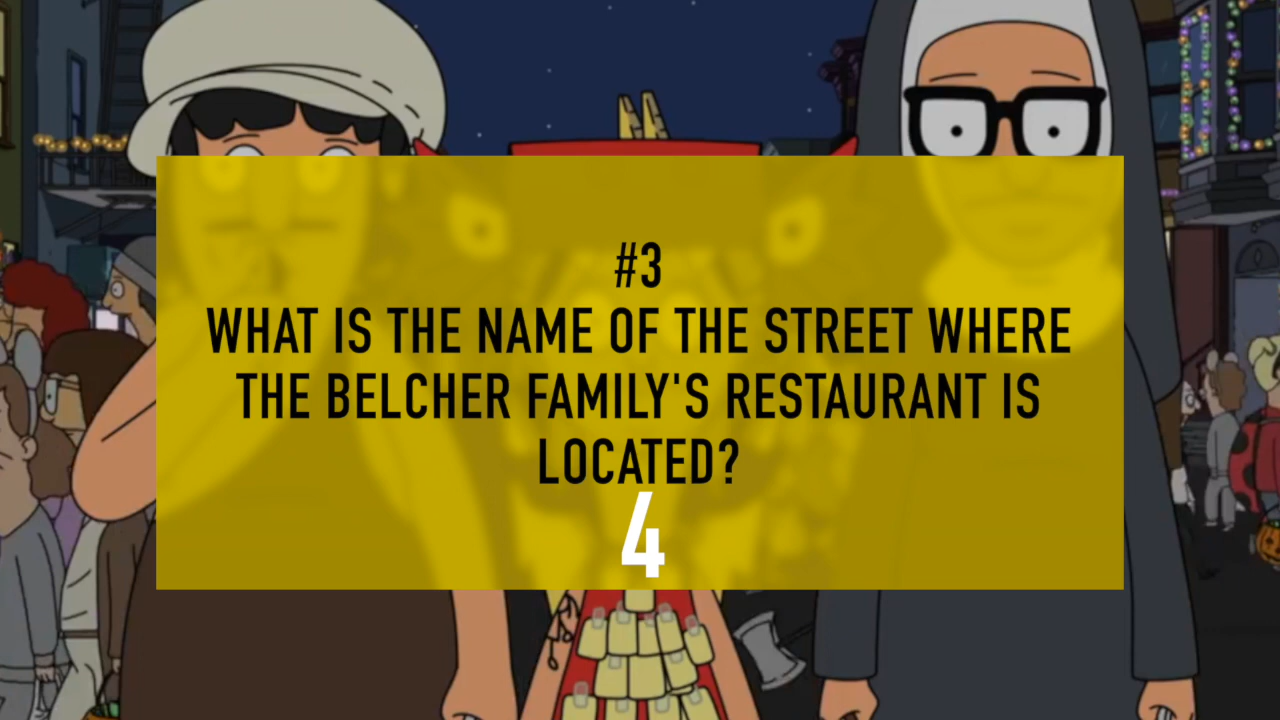 #3
WHAT IS THE NAME OF THE STREET WHERE
THE BELCHER FAMILY'S RESTAURANT IS
LOCATED?
4